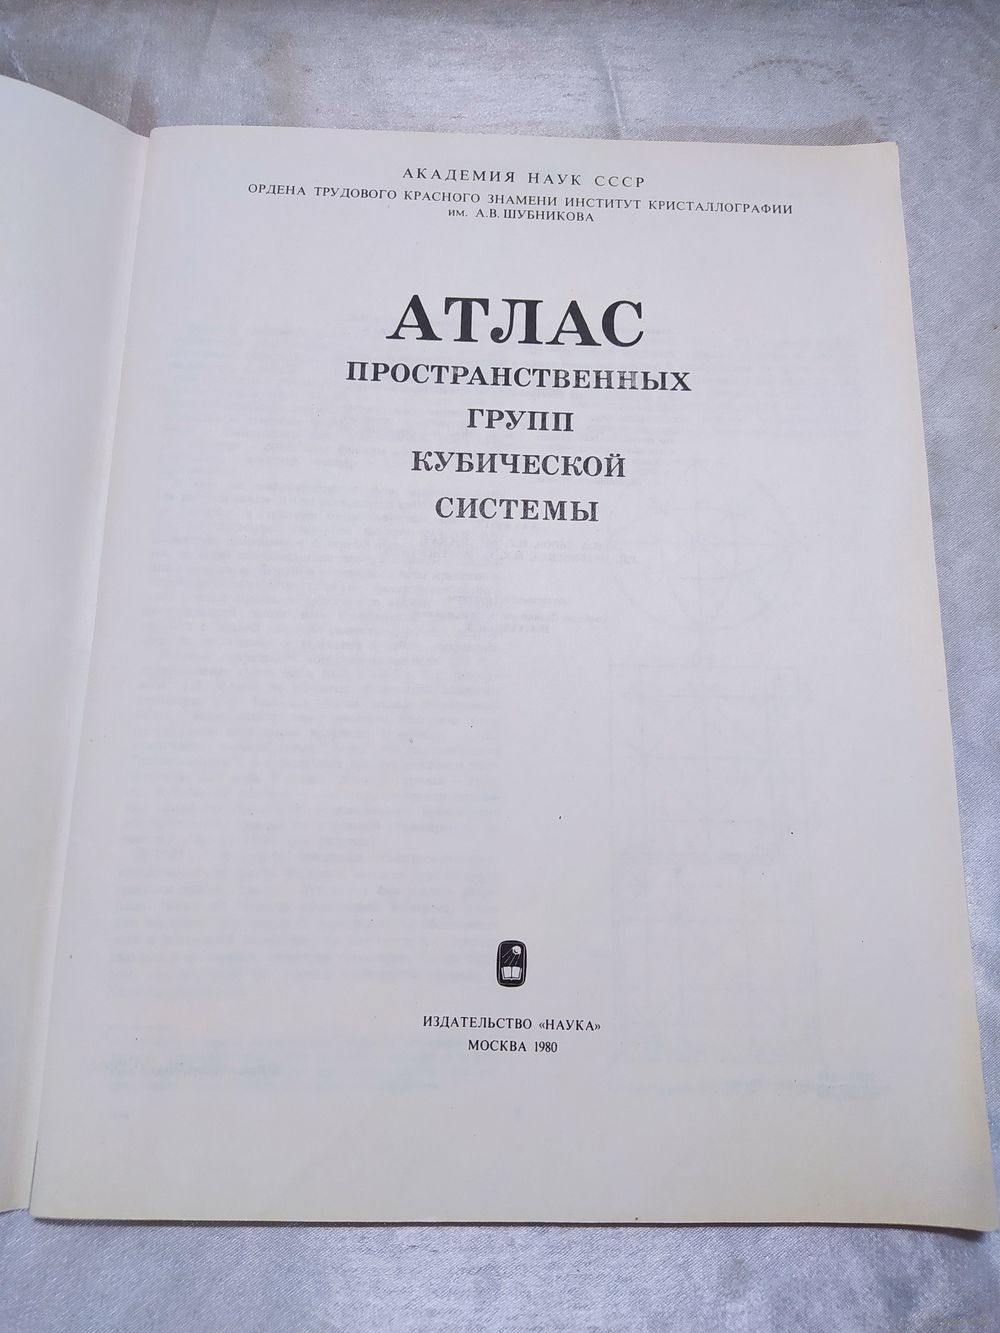 АКАДЕМИЯ НАУК СССР
ОРДЕНА ТРУДОВОГО КРАСНОГО ЗНАМЕНИ ИНСТИТУТ КРИСТАЛЛОГРАФИИ
им. А.В. ШУБНИКОВА
АТЛАС
ПРОСТРАНСТВЕННЫХ
ГРУПП
КУБИЧЕСКОЙ
СИСТЕМЫ
ИЗДАТЕЛЬСТВО «НАУКА»
МОСКВА 1980